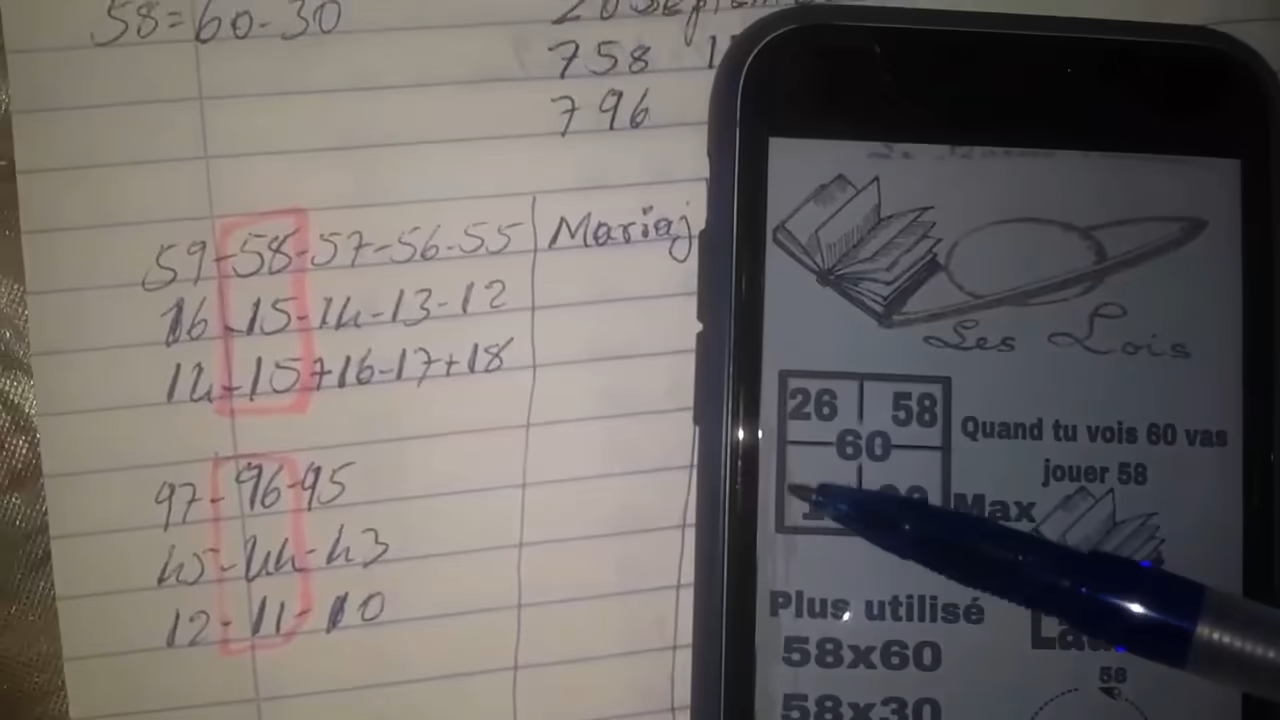 58=60-30
758
796
59-58-57-56-55
Mariaj
16-15-14-13-12
14-15+16-17+18
97-96-95
45-44-43
12-11-10
Les Lois
26 58
60
Quand tu vois 60 vas
jouer 58
Max
Plus utilisé
58x60
58
58x30